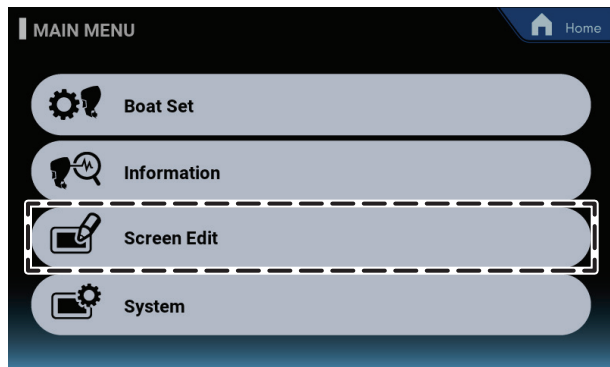 MAIN MENU
Home
Boat Set
Information
Screen Edit
System